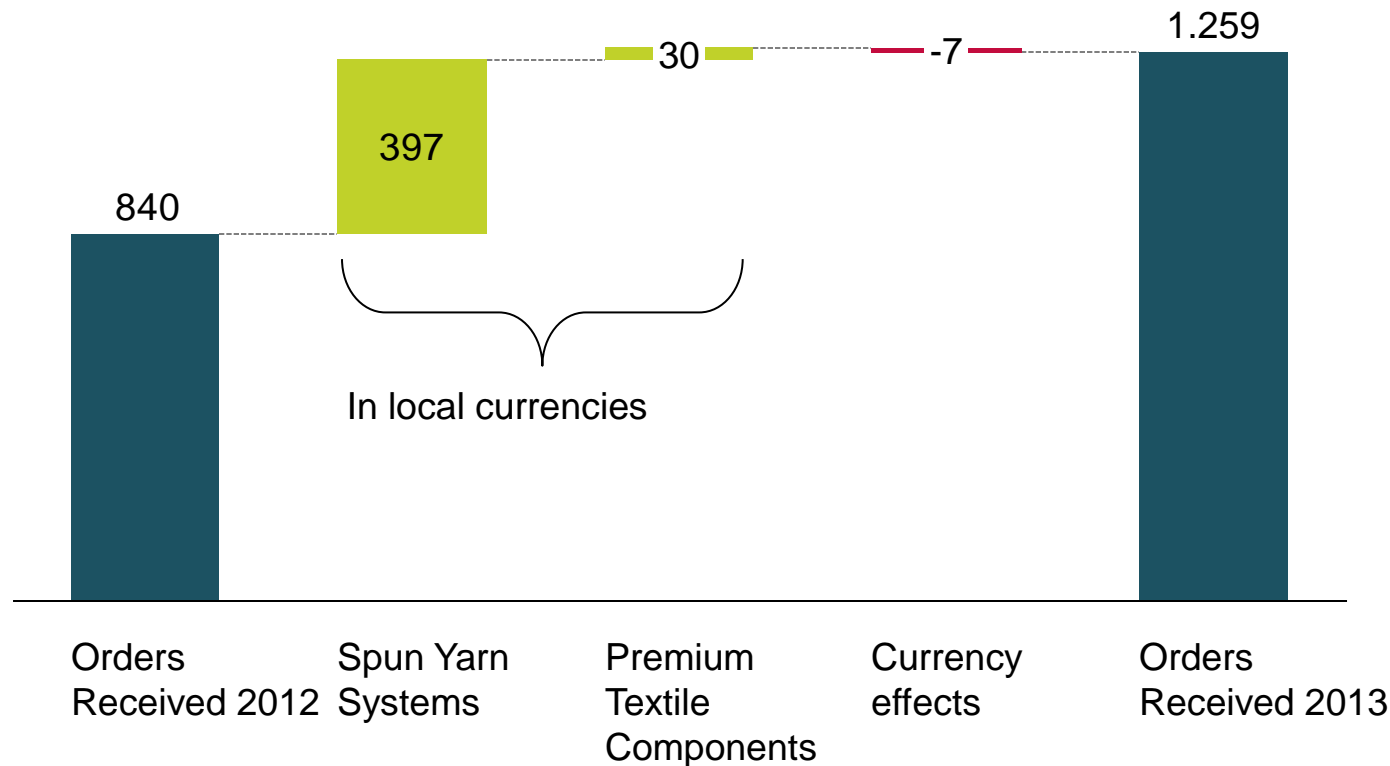 1.259
30
-7
397
840
In local currencies
Orders
Received 2012
Spun Yarn
Systems
Premium
Textile
Components
Currency
effects
Orders
Received 2013